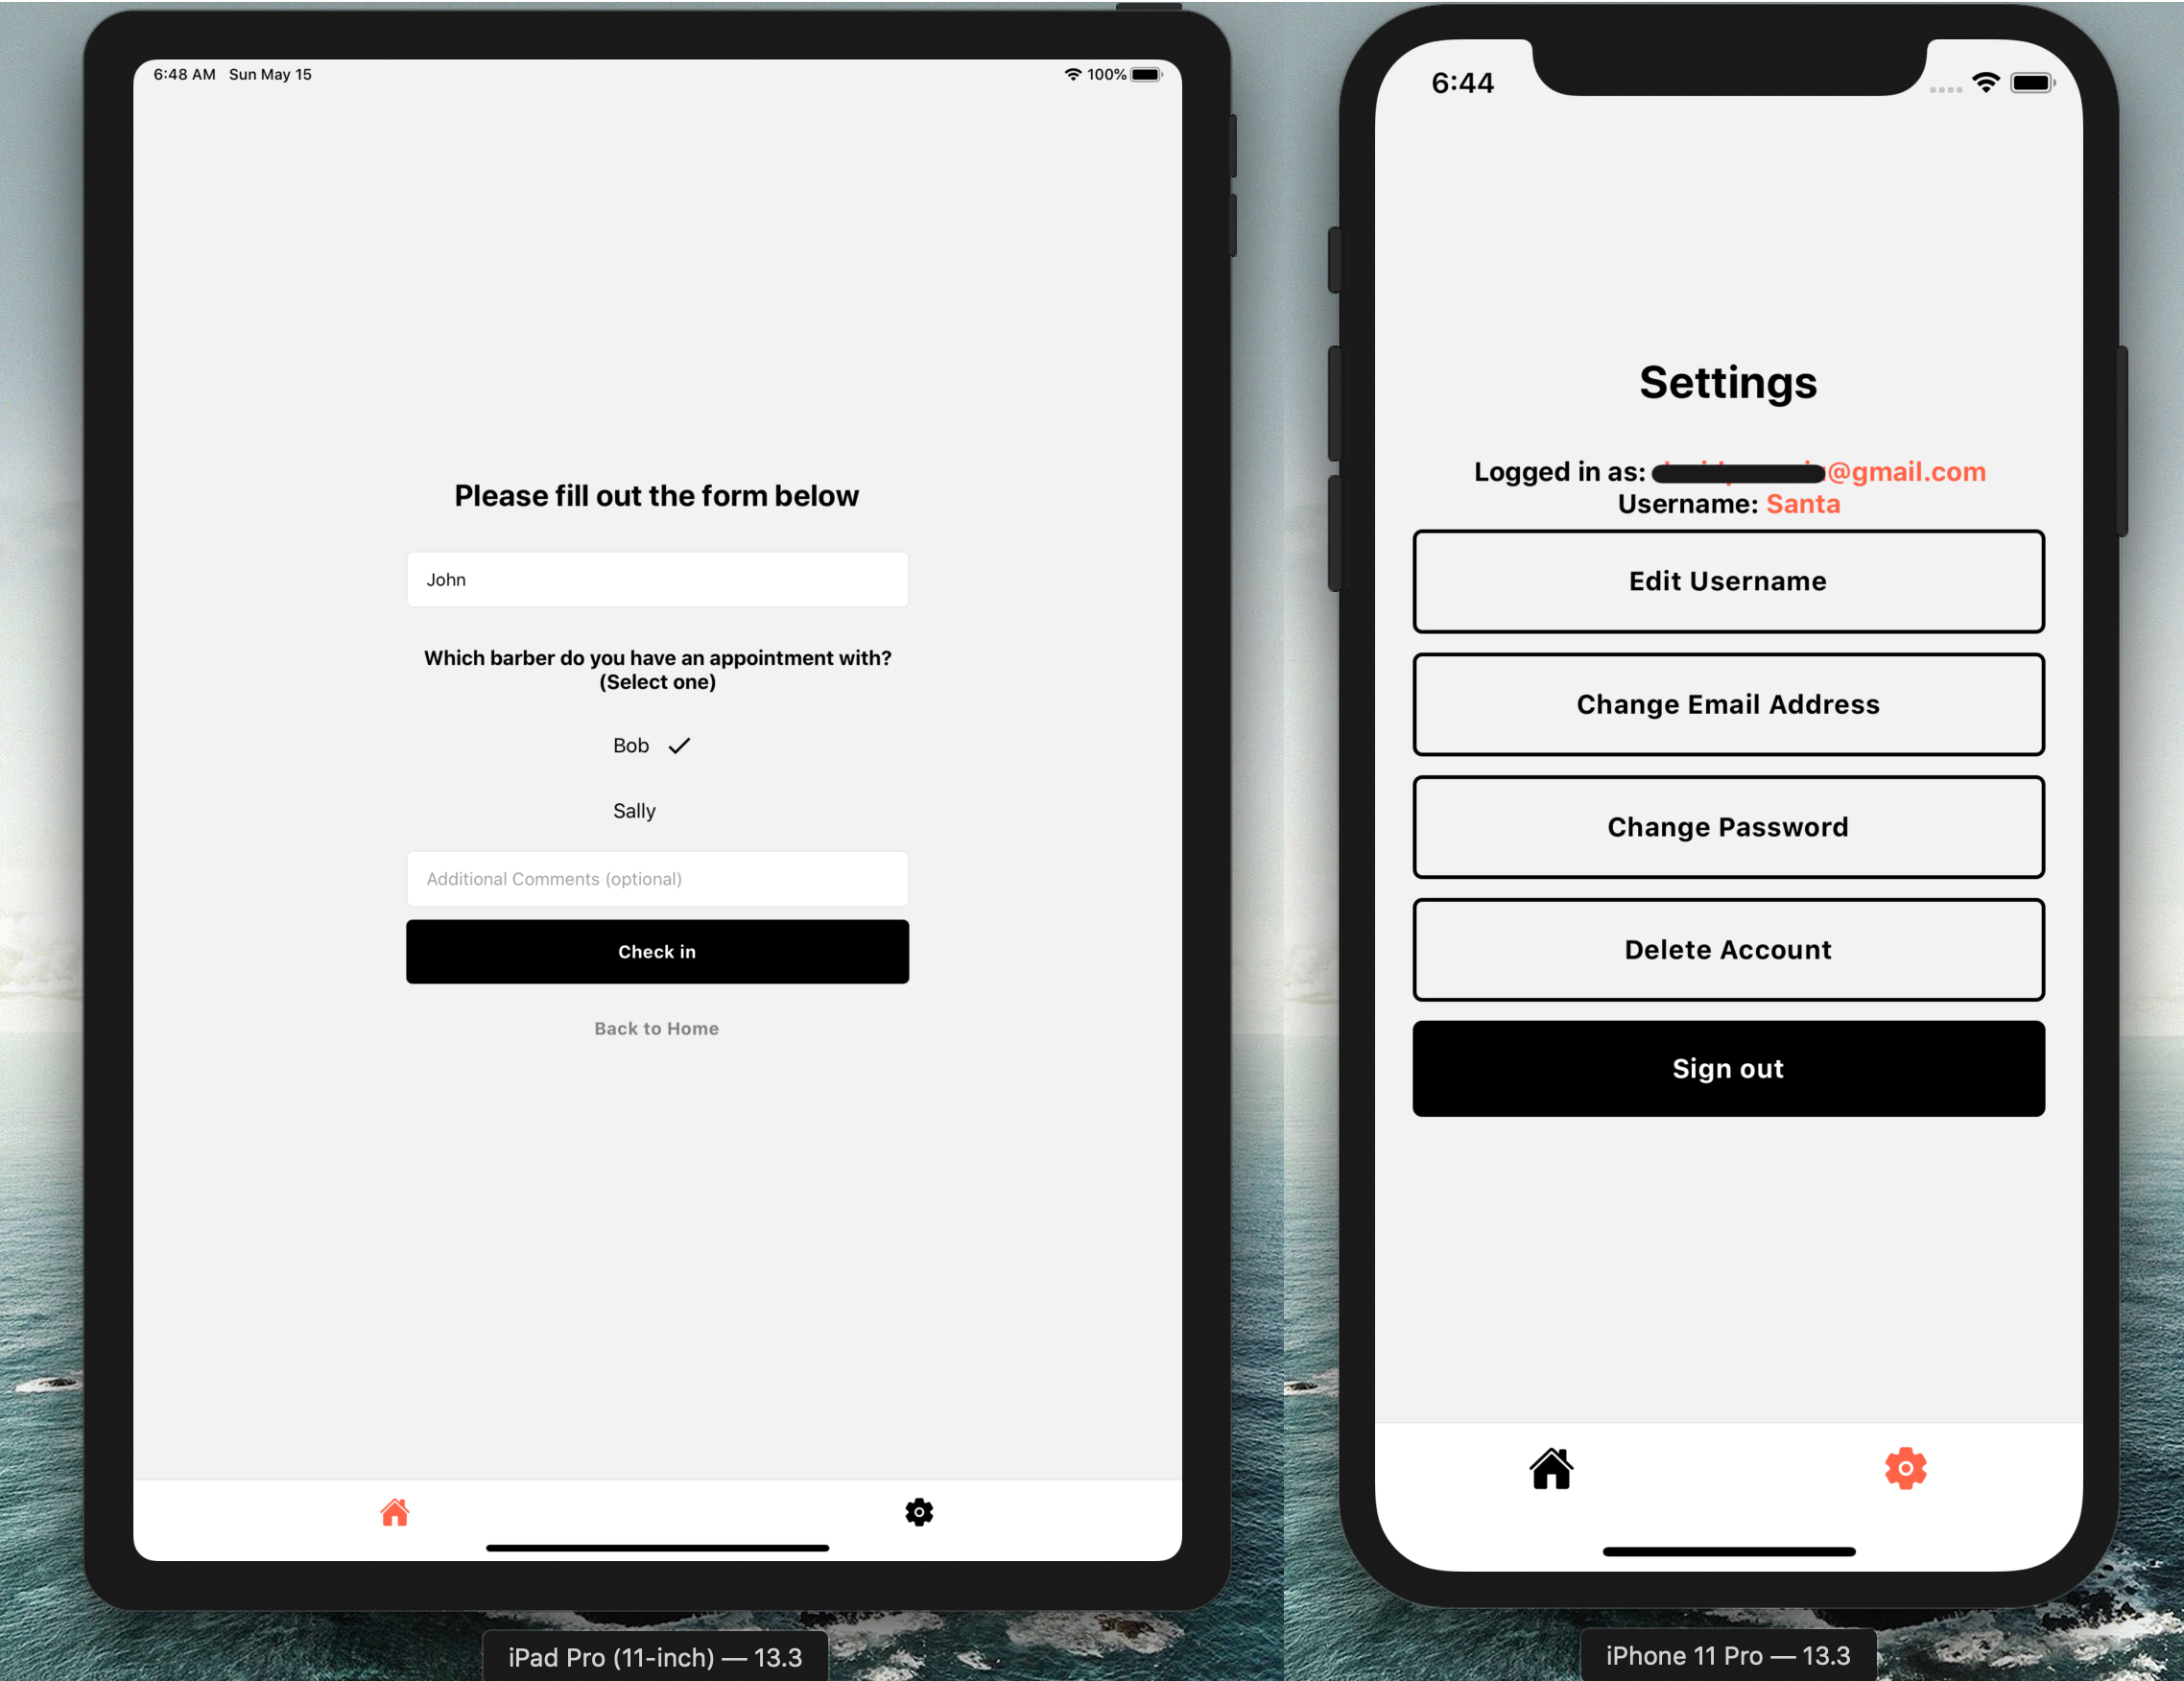 6:48 AM Sun May 15
100%
Please fill out the form below
John
Which barber do you have an appointment with?
(Select one)
Bob
Sally
Additional Comments (optional)
Check in
Back to Home
iPad Pro (11-inch) — 13.3
6:44
Settings
Logged in as: @gmail.com
Username: Santa
Edit Username
Change Email Address
Change Password
Delete Account
Sign out
iPhone 11 Pro — 13.3